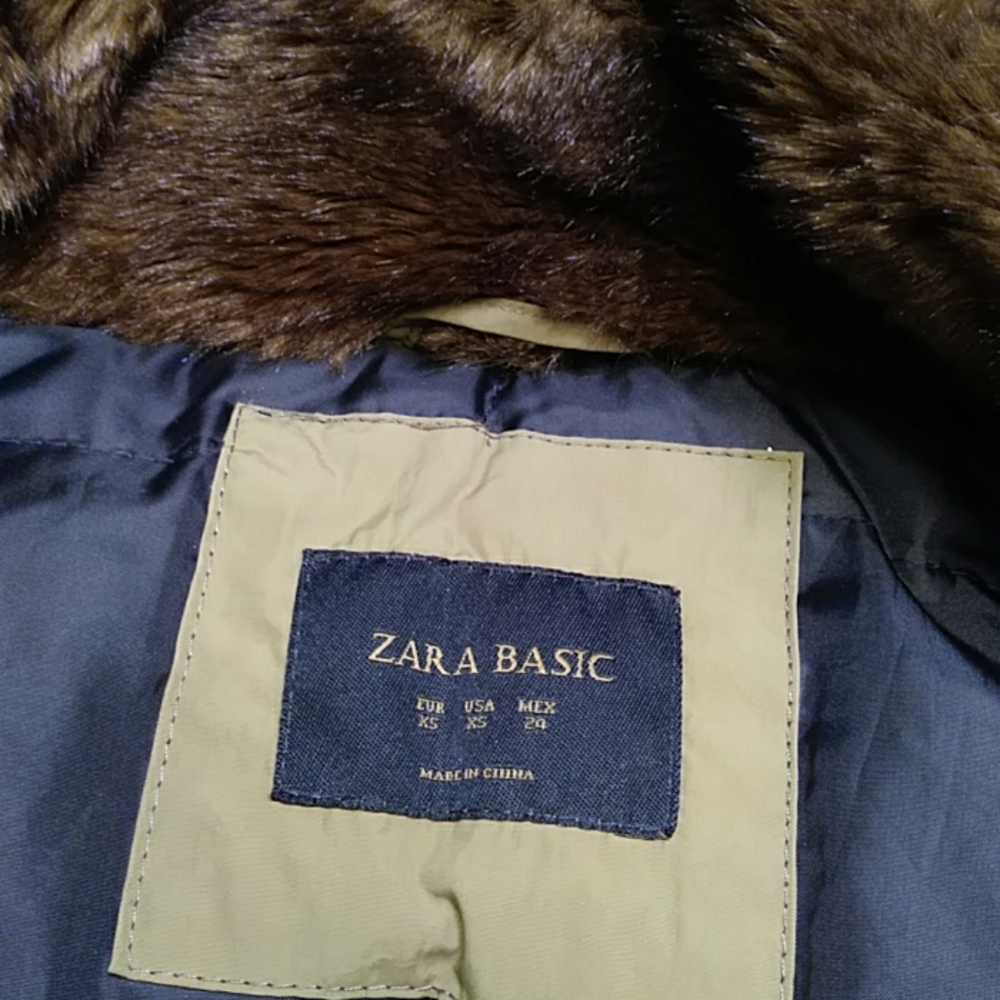 ZARA BASIC
EUR USA MEX
XS XS 24
MADE IN CHINA